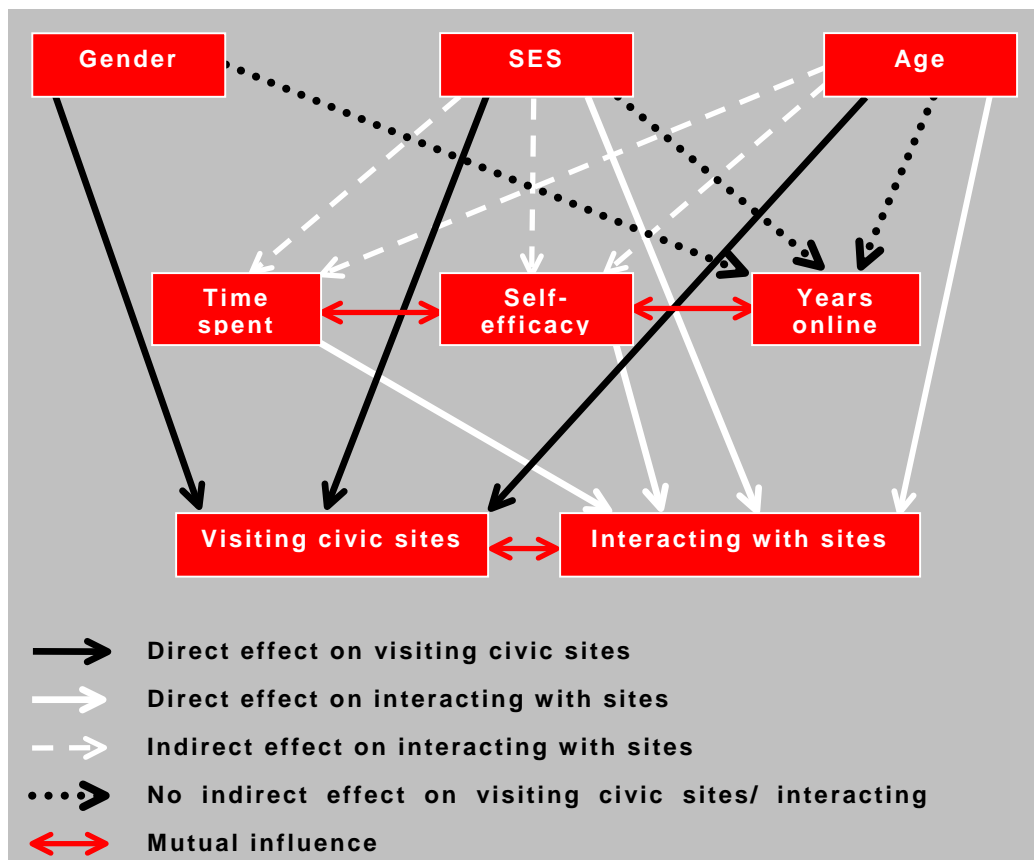 Gender SES Age
Time Self- Years
spent efficacy online
Visiting civic sites Interacting with sites
Direct effect on visiting civic sites
Direct effect on interacting with sites
Indirect effect on interacting with sites
No indirect effect on visiting civic sites/ interacting
Mutual influence